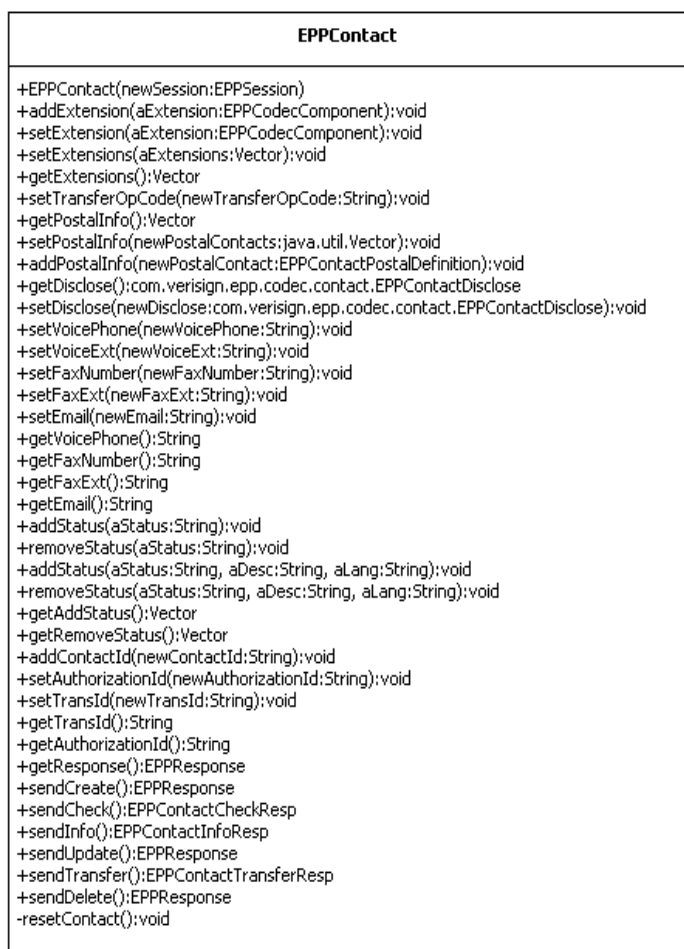 EPPContact
+EPPContact(newSession:EPPSession)
+addExtension(aExtension:EPPCodecComponent):void
+setExtension(aExtension:EPPCodecComponent):void
+setExtensions(aExtensions:Vector):void
+getExtensions():Vector
+setTransferOpCode(newTransferOpCode:String):void
+getPostalInfo():Vector
+setPostalInfo(newPostalContacts:java.util.Vector):void
+addPostalInfo(newPostalContact:EPPContactPostalDefinition):void
+getDisclose():com.verisign.epp.codec.contact.EPPContactDisclose
+setDisclose(newDisclose:com.verisign.epp.codec.contact.EPPContactDisclose):void
+setVoicePhone(newVoicePhone:String):void
+setVoiceExt(newVoiceExt:String):void
+setFaxNumber(newFaxNumber:String):void
+setFaxExt(newFaxExt:String):void
+setEmail(newEmail:String):void
+getVoicePhone():String
+getFaxNumber():String
+getFaxExt():String
+getEmail():String
+addStatus(aStatus:String):void
+removeStatus(aStatus:String):void
+addStatus(aStatus:String, aDesc:String, aLang:String):void
+removeStatus(aStatus:String, aDesc:String, aLang:String):void
+getAddStatus():Vector
+getRemoveStatus():Vector
+addContactId(newContactId:String):void
+setAuthorizationId(newAuthorizationId:String):void
+setTransId(newTransId:String):void
+getTransId():String
+getAuthorizationId():String
+getResponse():EPPResponse
+sendCreate():EPPResponse
+sendCheck():EPPContactCheckResp
+sendInfo():EPPContactInfoResp
+sendUpdate():EPPResponse
+sendTransfer():EPPContactTransferResp
+sendDelete():EPPResponse
-resetContact():void